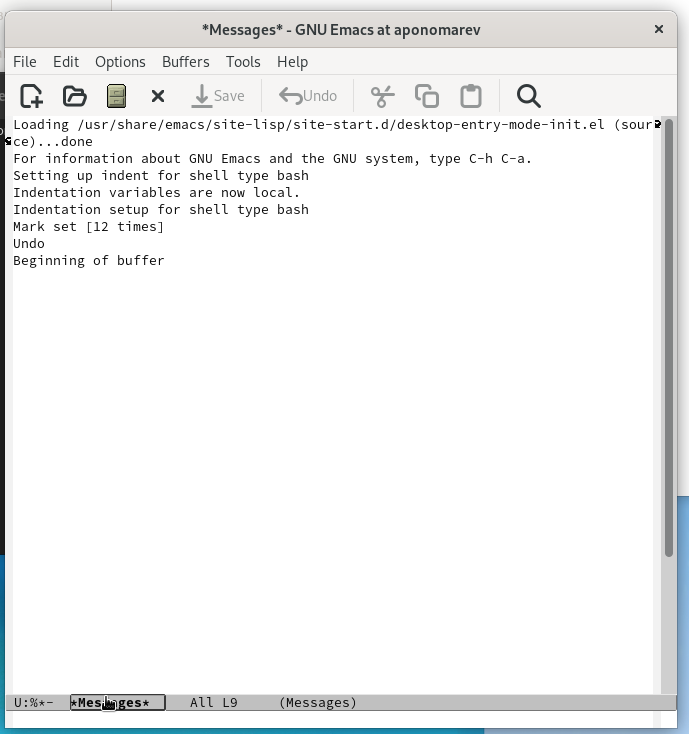 *Messages* - GNU Emacs at aponomarev
File Edit Options Buffers Tools Help
Save Undo
Loading /usr/share/emacs/site-lisp/site-start.d/desktop-entry-mode-init.el (sour
ce)...done
For information about GNU Emacs and the GNU system, type C-h C-a.
Setting up indent for shell type bash
Indentation variables are now local.
Indentation setup for shell type bash
Mark set [12 times]
Undo
Beginning of buffer
U:%*- *Messages* All L9 (Messages)